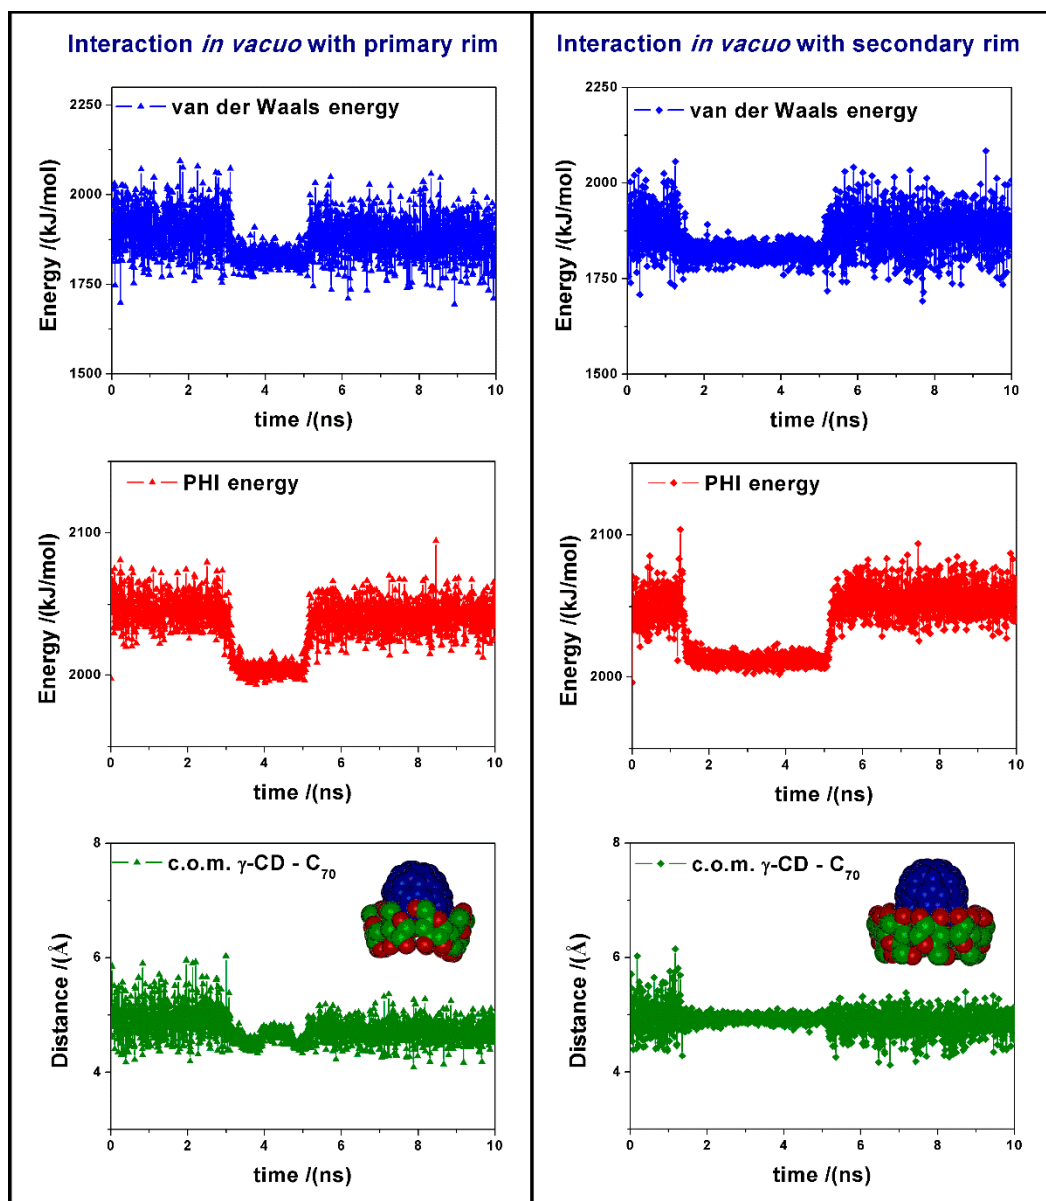 Interaction in vacuo with primary rim
van der Waals energy
2250
2000
1750
1500
Energy /(kJ/mol)
0 2 4 6 8 10
time /(ns)
PHI energy
2100
2000
Energy /(kJ/mol)
0 2 4 6 8 10
time /(ns)
c.o.m. γ-CD - C70
8
6
4
Distance /(Å)
0 2 4 6 8 10
time /(ns)
Interaction in vacuo with secondary rim
van der Waals energy
2250
2000
1750
1500
Energy /(kJ/mol)
0 2 4 6 8 10
time /(ns)
PHI energy
2100
2000
Energy /(kJ/mol)
0 2 4 6 8 10
time /(ns)
c.o.m. γ-CD - C70
8
6
4
Distance /(Å)
0 2 4 6 8 10
time /(ns)